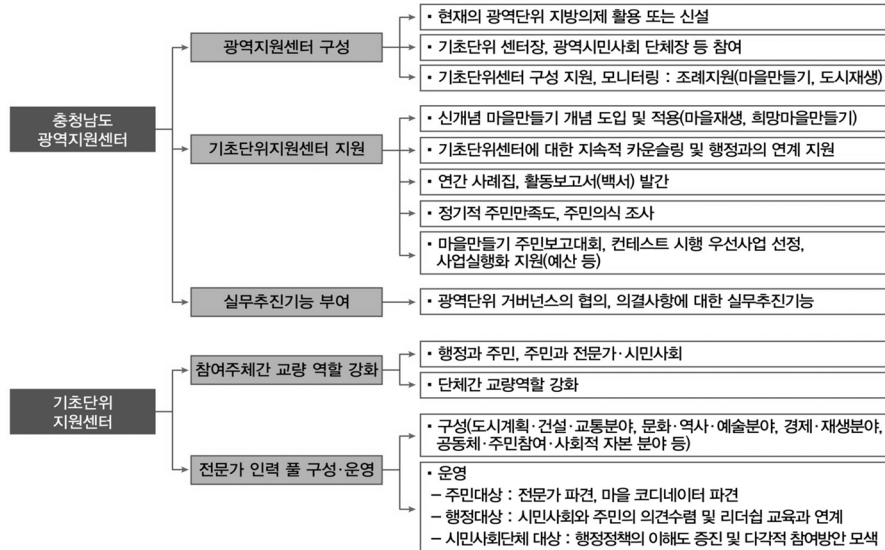 충청남도
광역지원센터
광역지원센터 구성
▪ 현재의 광역단위 지방의제 활용 또는 신설
▪ 기초단위 센터장, 광역시민사회 단체장 등 참여
▪ 기초단위센터 구성 지원, 모니터링 : 조례지원(마을만들기, 도시재생)
기초단위지원센터 지원
▪ 신개념 마을만들기 개념 도입 및 적용(마을재생, 희망마을만들기)
▪ 기초단위센터에 대한 지속적 카운슬링 및 행정과의 연계 지원
▪ 연간 사례집, 활동보고서(백서) 발간
▪ 정기적 주민만족도, 주민의식 조사
▪ 마을만들기 주민보고대회, 컨테스트 시행 우선사업 선정,
사업실행화 지원(예산 등)
실무추진기능 부여
▪ 광역단위 거버넌스의 협의, 의결사항에 대한 실무추진기능
기초단위
지원센터
참여주체간 교량 역할 강화
▪ 행정과 주민, 주민과 전문가·시민사회
▪ 단체간 교량역할 강화
전문가 인력 풀 구성·운영
▪ 구성(도시계획·건설·교통분야, 문화·역사·예술분야, 경제·재생분야,
공동체·주민참여·사회적 자본 분야 등)
▪ 운영
– 주민대상 : 전문가 파견, 마을 코디네이터 파견
– 행정대상 : 시민사회와 주민의 의견수렴 및 리더쉽 교육과 연계
– 시민사회단체 대상 : 행정정책의 이해도 증진 및 다각적 참여방안 모색